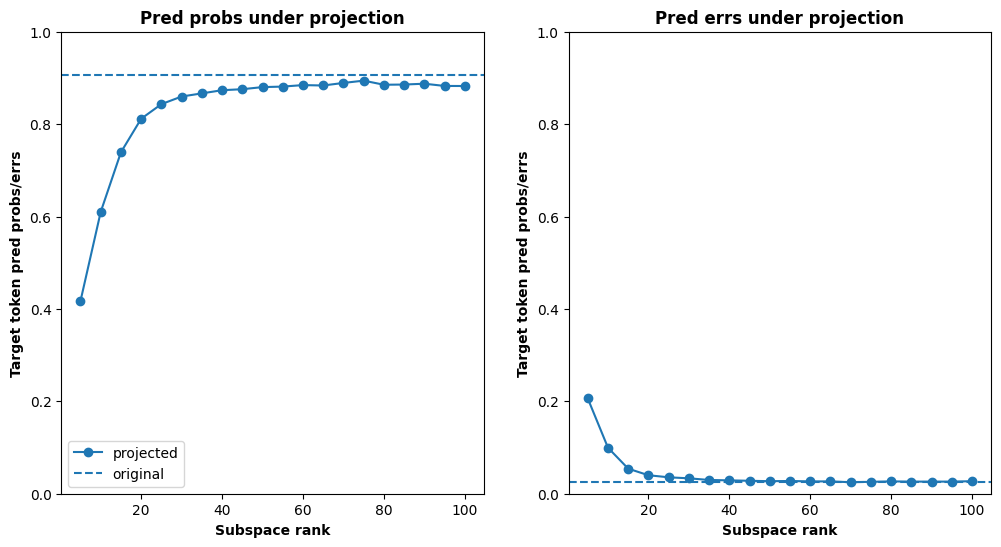 Pred probs under projection
Target token pred probs/errs
1.0
0.8
0.6
0.4
0.2
0.0
projected
original
20
40
60
80
100
Subspace rank
Pred errs under projection
Target token pred probs/errs
1.0
0.8
0.6
0.4
0.2
0.0
20
40
60
80
100
Subspace rank